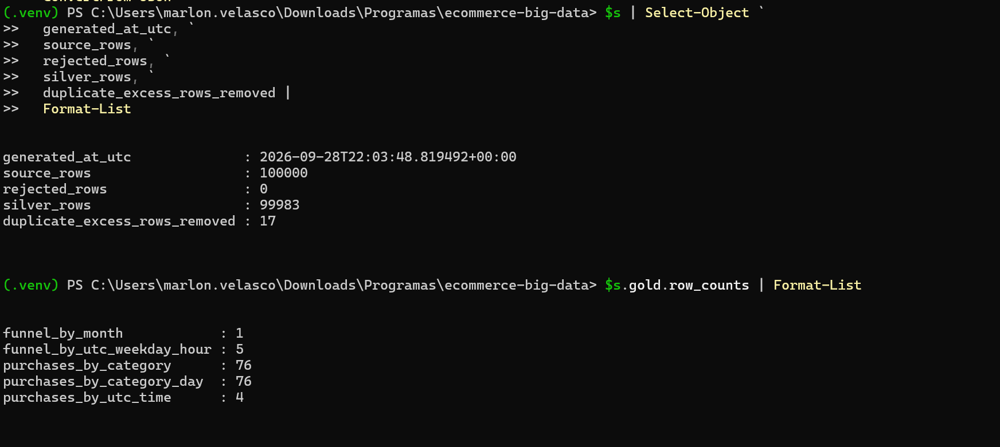 (.venv) PS C:\Users\marlon.velasco\Downloads\Programas\ecommerce-big-data> $s | Select-Object `
>>   generated_at_utc, `
>>   source_rows, `
>>   rejected_rows, `
>>   silver_rows, `
>>   duplicate_excess_rows_removed |
>>   Format-List
generated_at_utc              : 2026-09-28T22:03:48.819492+00:00
source_rows                   : 100000
rejected_rows                 : 0
silver_rows                   : 99983
duplicate_excess_rows_removed : 17
(.venv) PS C:\Users\marlon.velasco\Downloads\Programas\ecommerce-big-data> $s.gold.row_counts | Format-List
funnel_by_month            : 1
funnel_by_utc_weekday_hour : 5
purchases_by_category      : 76
purchases_by_category_day  : 76
purchases_by_utc_time      : 4